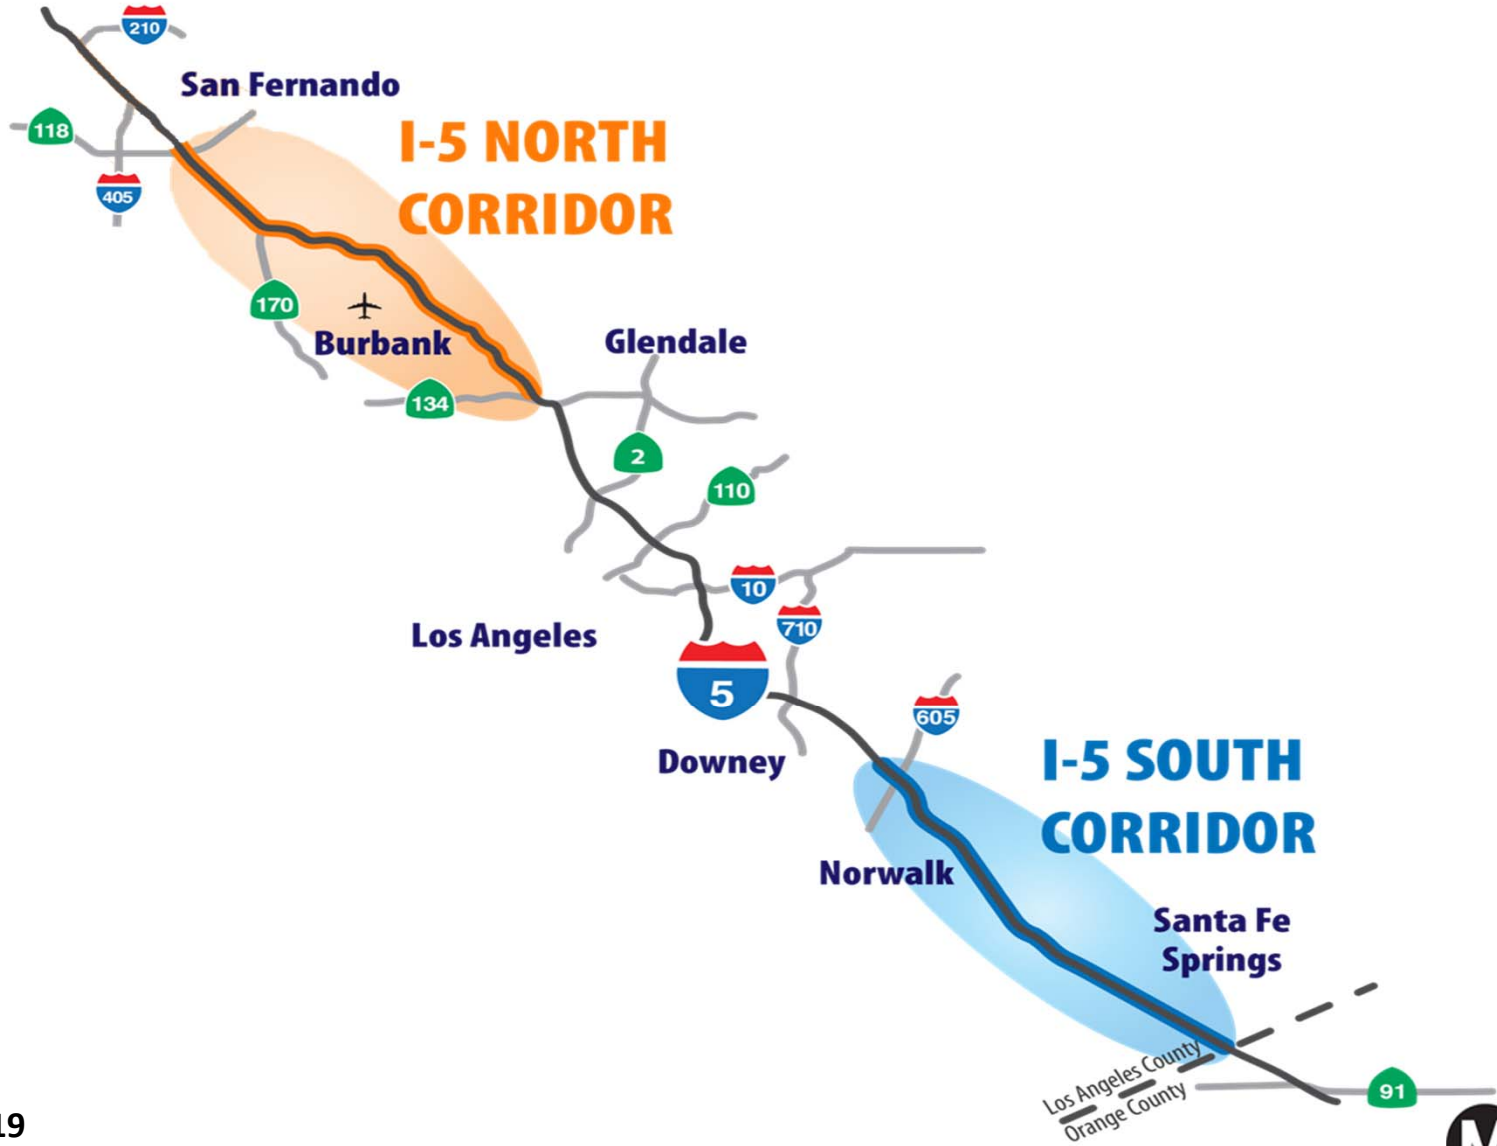 210
San Fernando
118
I-5 NORTH
CORRIDOR
405
170
Burbank
Glendale
134
2
110
10
710
Los Angeles
5
605
Downey
I-5 SOUTH
CORRIDOR
Norwalk
Santa Fe
Springs
Los Angeles County
Orange County
91
19
M